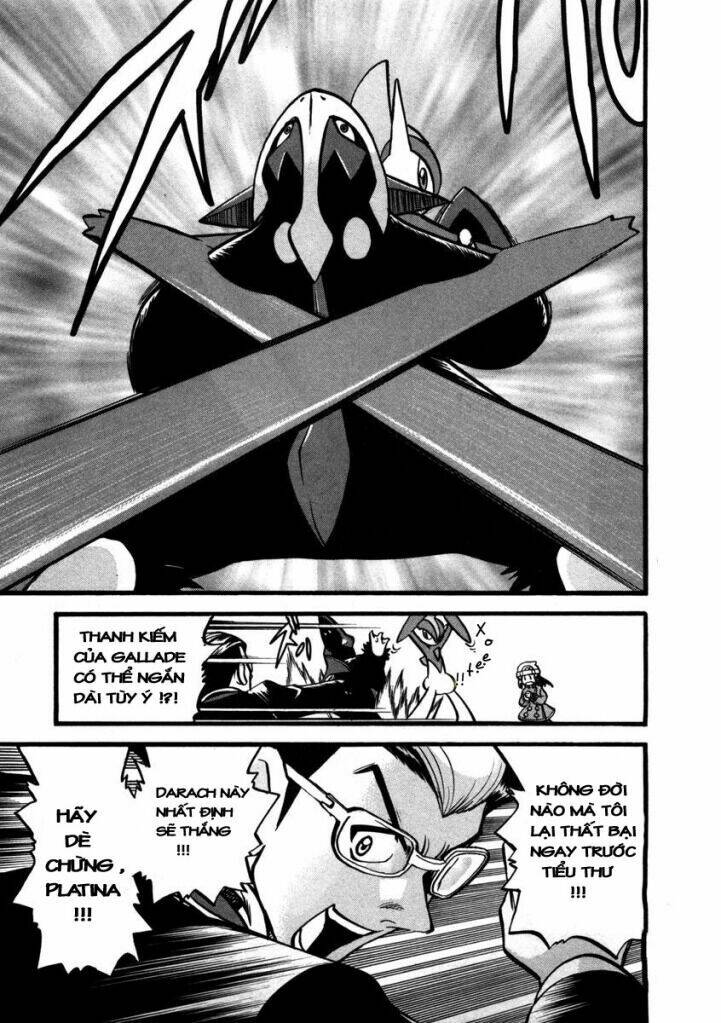 THANH KIẾM
CỦA GALLADE
CÓ THỂ NGẮN
DÀI TÙY Ý !?!
Xoẹt..!!
KHÔNG ĐỜI
NÀO MÀ TÔI
LẠI THẤT BẠI
NGAY TRƯỚC
TIỂU THƯ
!!!
DARACH NÀY
NHẤT ĐỊNH
SẼ THẮNG
!!!
HÃY
DÈ
CHỪNG ,
PLATINA
!!!